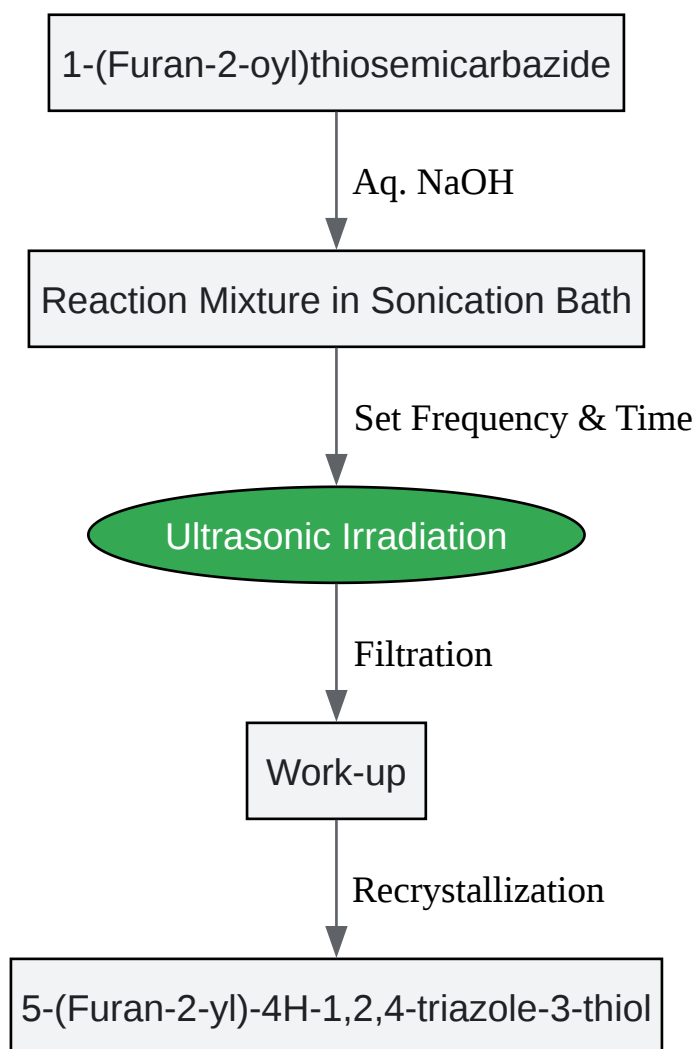 1-(Furan-2-oyl)thiosemicarbazide
Aq. NaOH
Reaction Mixture in Sonication Bath
Set Frequency & Time
Ultrasonic Irradiation
Filtration
Work-up
Recrystallization
5-(Furan-2-yl)-4H-1,2,4-triazole-3-thiol